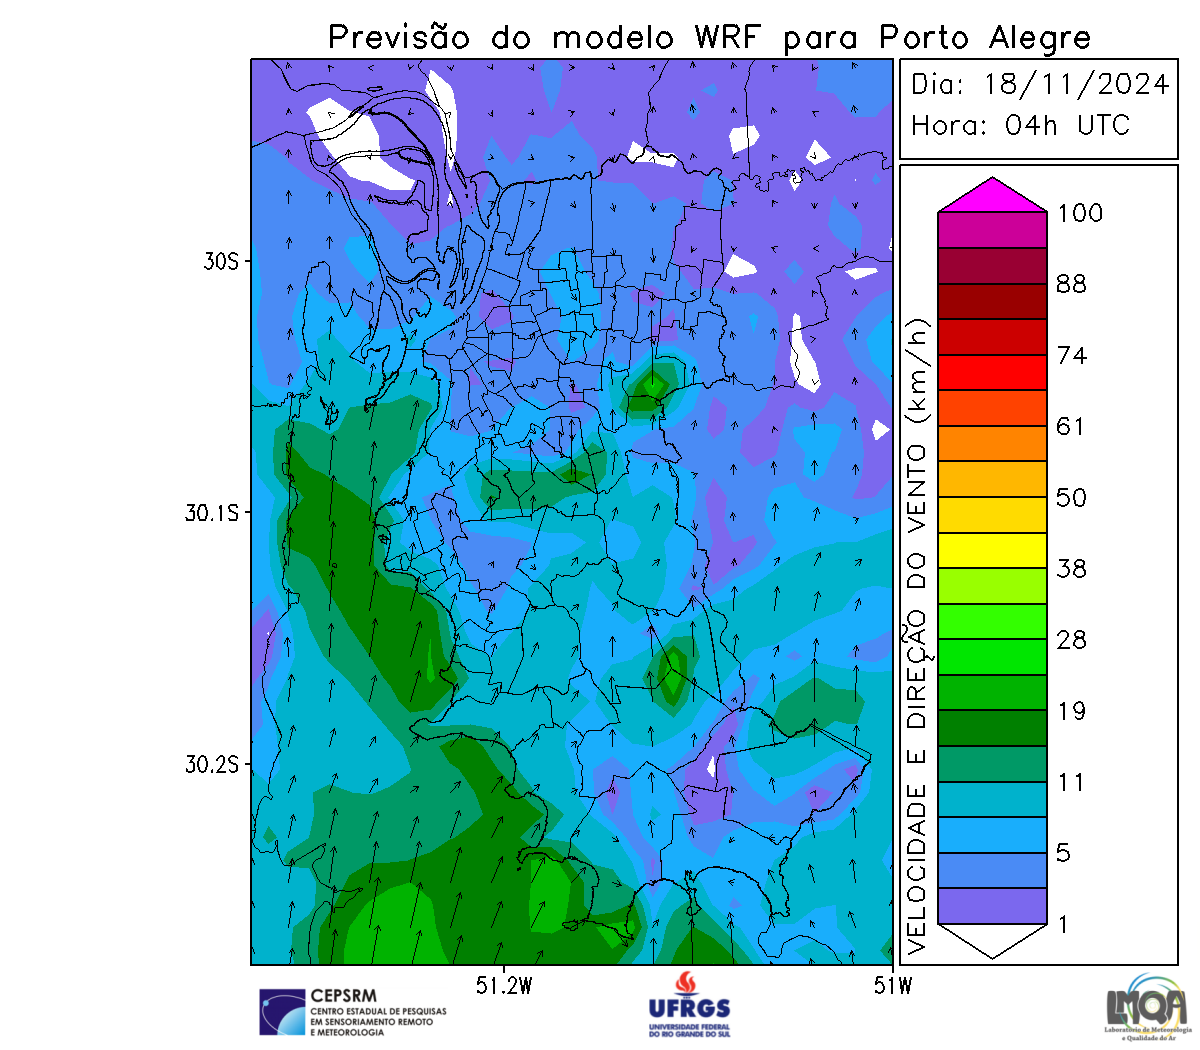 Previsão do modelo WRF para Porto Alegre
Dia: 18/11/2024
Hora: 04h UTC
100
88
74
61
50
38
28
19
11
5
1
VELOCIDADE E DIREÇÃO DO VENTO (km/h)
30S
30.1S
30.2S
51.2W
51W
CEPSRM
CENTRO ESTADUAL DE PESQUISAS
EM SENSORIAMENTO REMOTO
E METEOROLOGIA
UFRGS
UNIVERSIDADE FEDERAL
DO RIO GRANDE DO SUL
LMQA
Laboratório de Meteorologia
e Qualidade do Ar